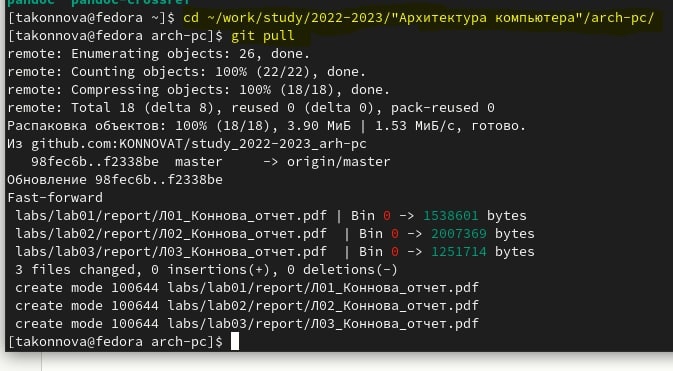 pandoc pandoc-crossref
[takonnova@fedora ~]$ cd ~/work/study/2022-2023/"Архитектура компьютера"/arch-pc/
[takonnova@fedora arch-pc]$ git pull
remote: Enumerating objects: 26, done.
remote: Counting objects: 100% (22/22), done.
remote: Compressing objects: 100% (18/18), done.
remote: Total 18 (delta 8), reused 0 (delta 0), pack-reused 0
Распаковка объектов: 100% (18/18), 3.90 МиБ | 1.53 МиБ/с, готово.
Из github.com:KONNOVAT/study_2022-2023_arh-pc
98fec6b..f2338be master -> origin/master
Обновление 98fec6b..f2338be
Fast-forward
labs/lab01/report/Л01_Коннова_отчет.pdf | Bin 0 -> 1538601 bytes
labs/lab02/report/Л02_Коннова_отчет.pdf | Bin 0 -> 2007369 bytes
labs/lab03/report/Л03_Коннова_отчет.pdf | Bin 0 -> 1251714 bytes
3 files changed, 0 insertions(+), 0 deletions(-)
create mode 100644 labs/lab01/report/Л01_Коннова_отчет.pdf
create mode 100644 labs/lab02/report/Л02_Коннова_отчет.pdf
create mode 100644 labs/lab03/report/Л03_Коннова_отчет.pdf
[takonnova@fedora arch-pc]$